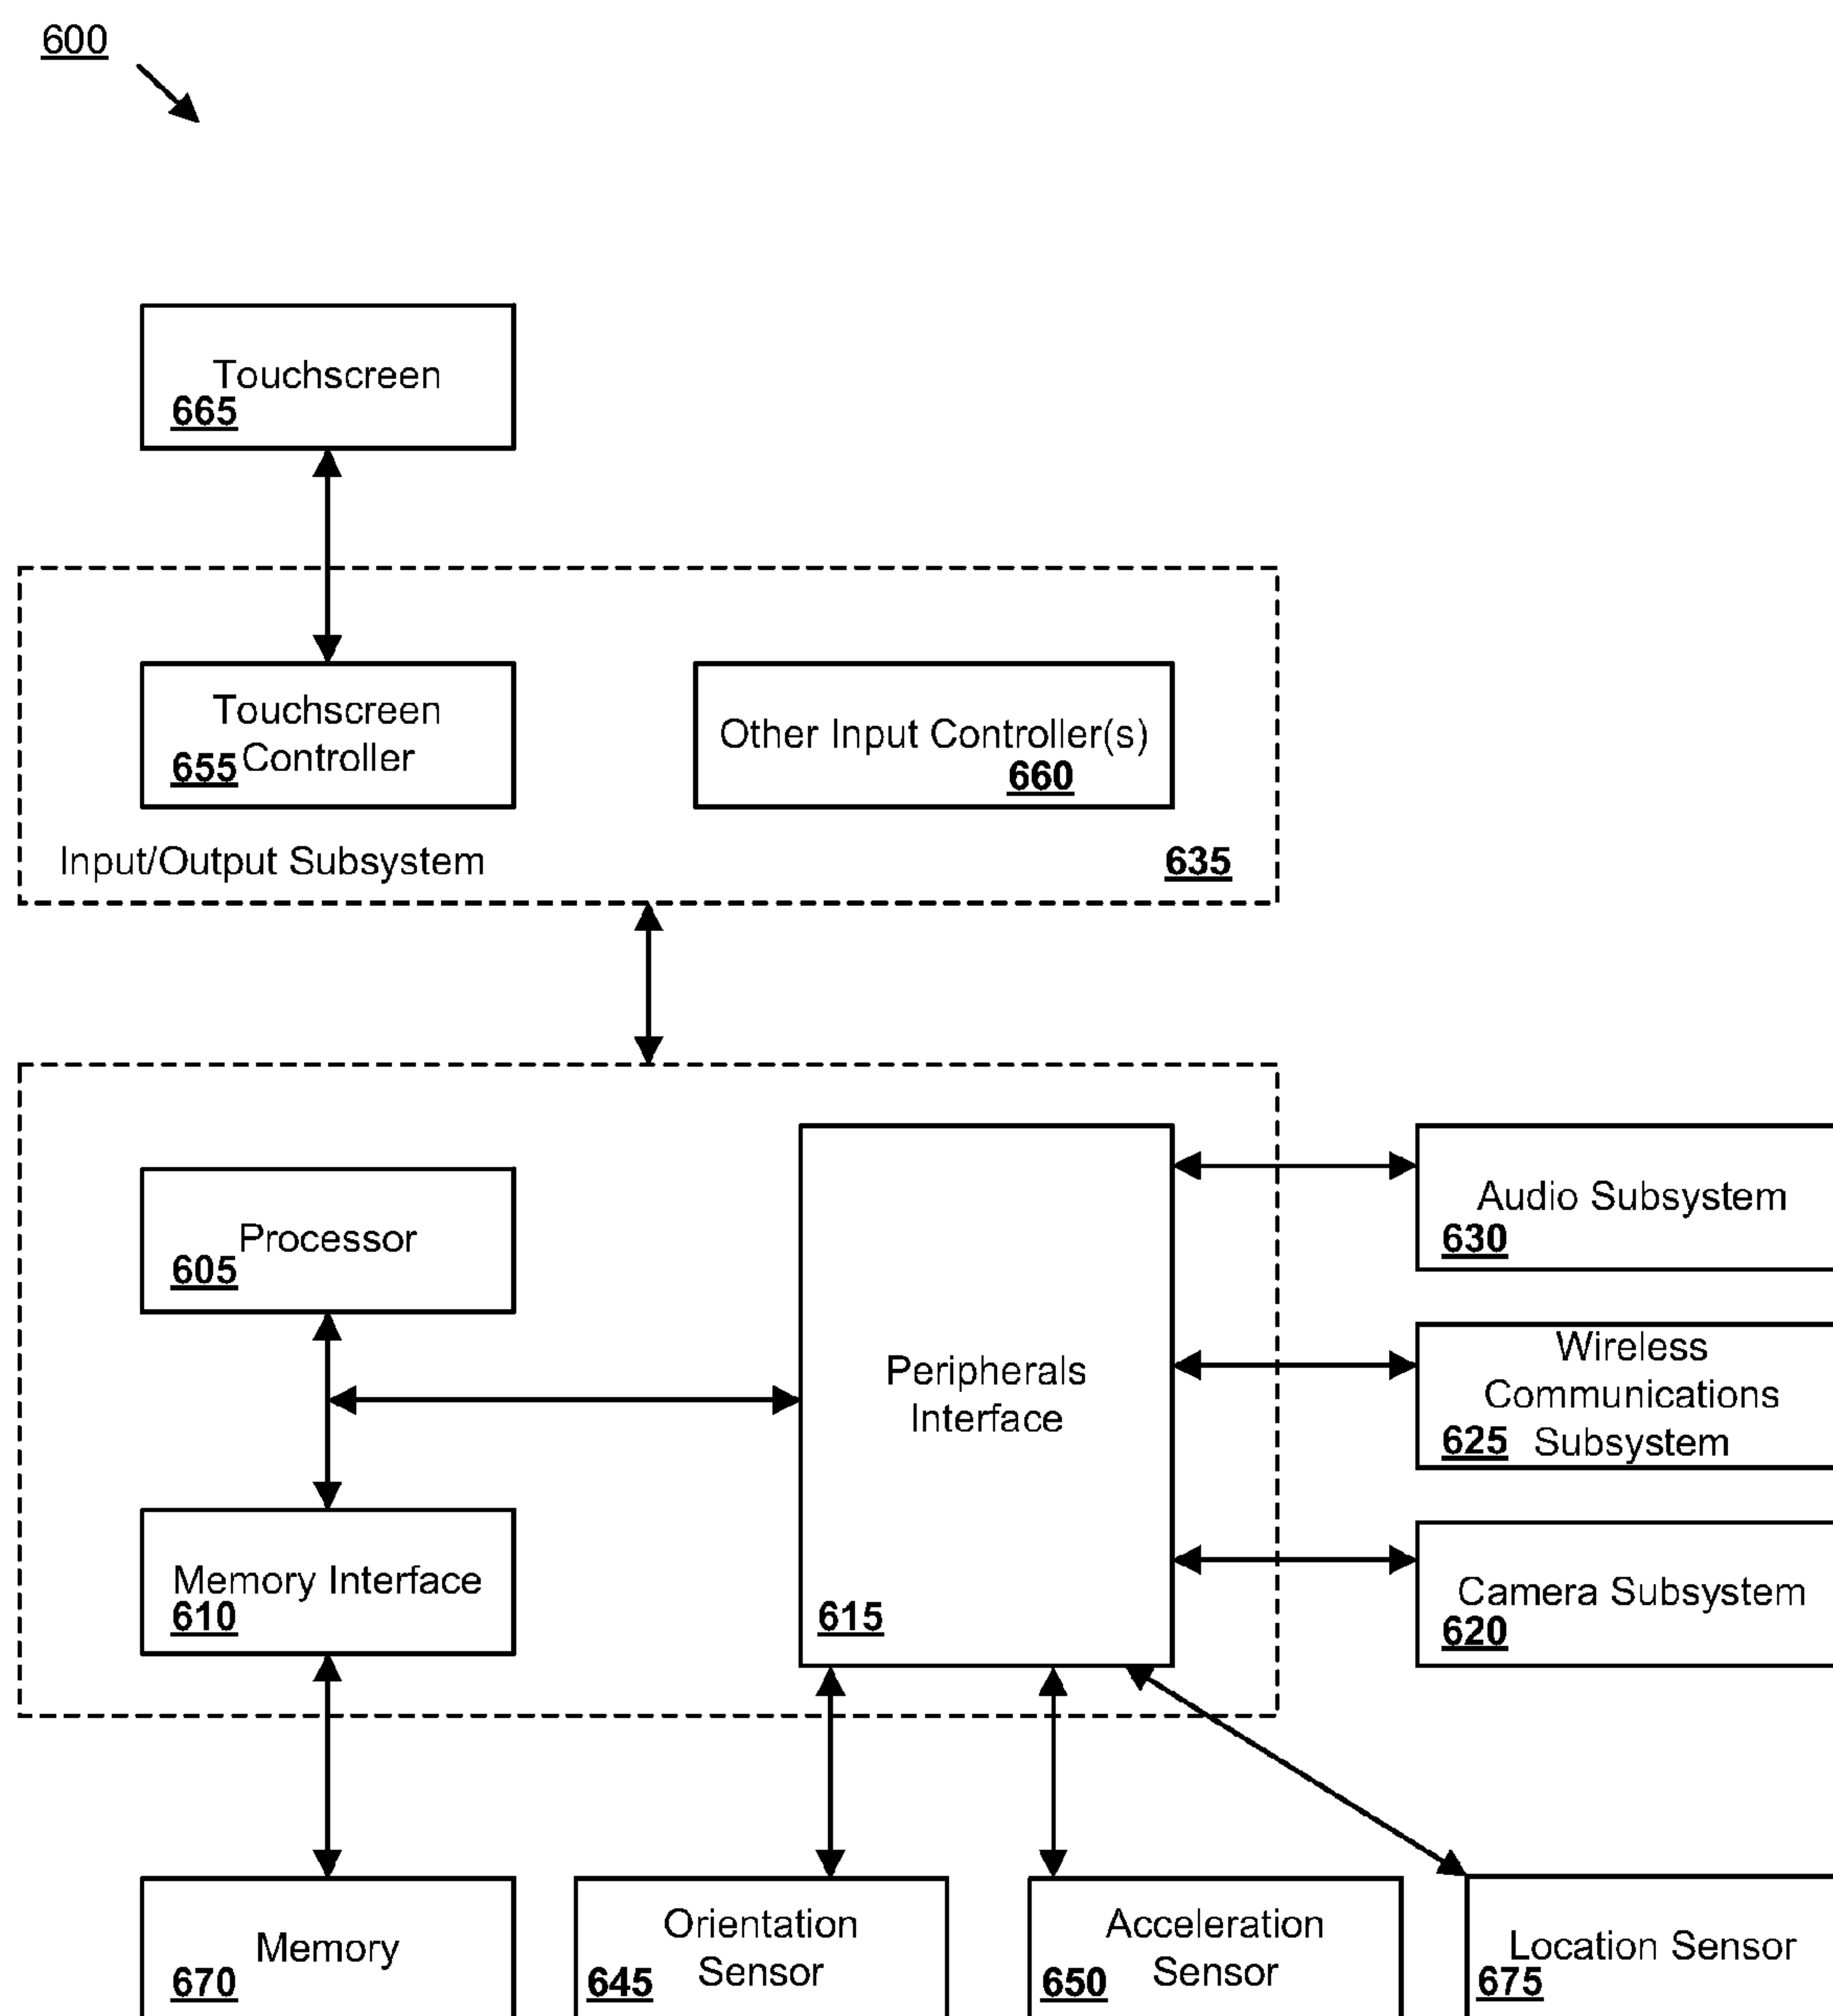 600
Touchscreen
665
Touchscreen
655 Controller
Other Input Controller(s)
660
Input/Output Subsystem
635
Processor
605
Peripherals
Interface
615
Memory Interface
610
Audio Subsystem
630
Wireless
Communications
625 Subsystem
Camera Subsystem
620
Memory
670
Orientation
645 Sensor
Acceleration
650 Sensor
Location Sensor
675